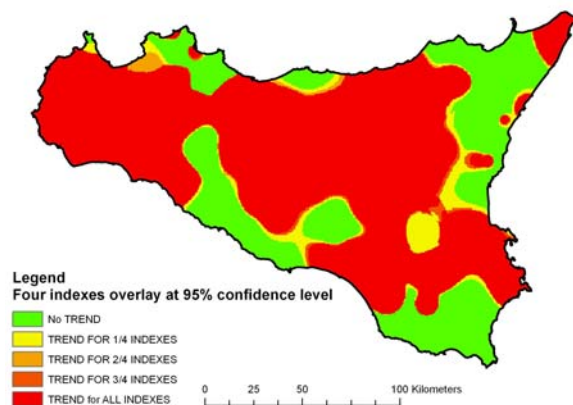 Legend
Four indexes overlay at 95% confidence level
No TREND
TREND FOR 1/4 INDEXES
TREND FOR 2/4 INDEXES
TREND FOR 3/4 INDEXES
TREND for ALL INDEXES
0 25 50 100 Kilometers